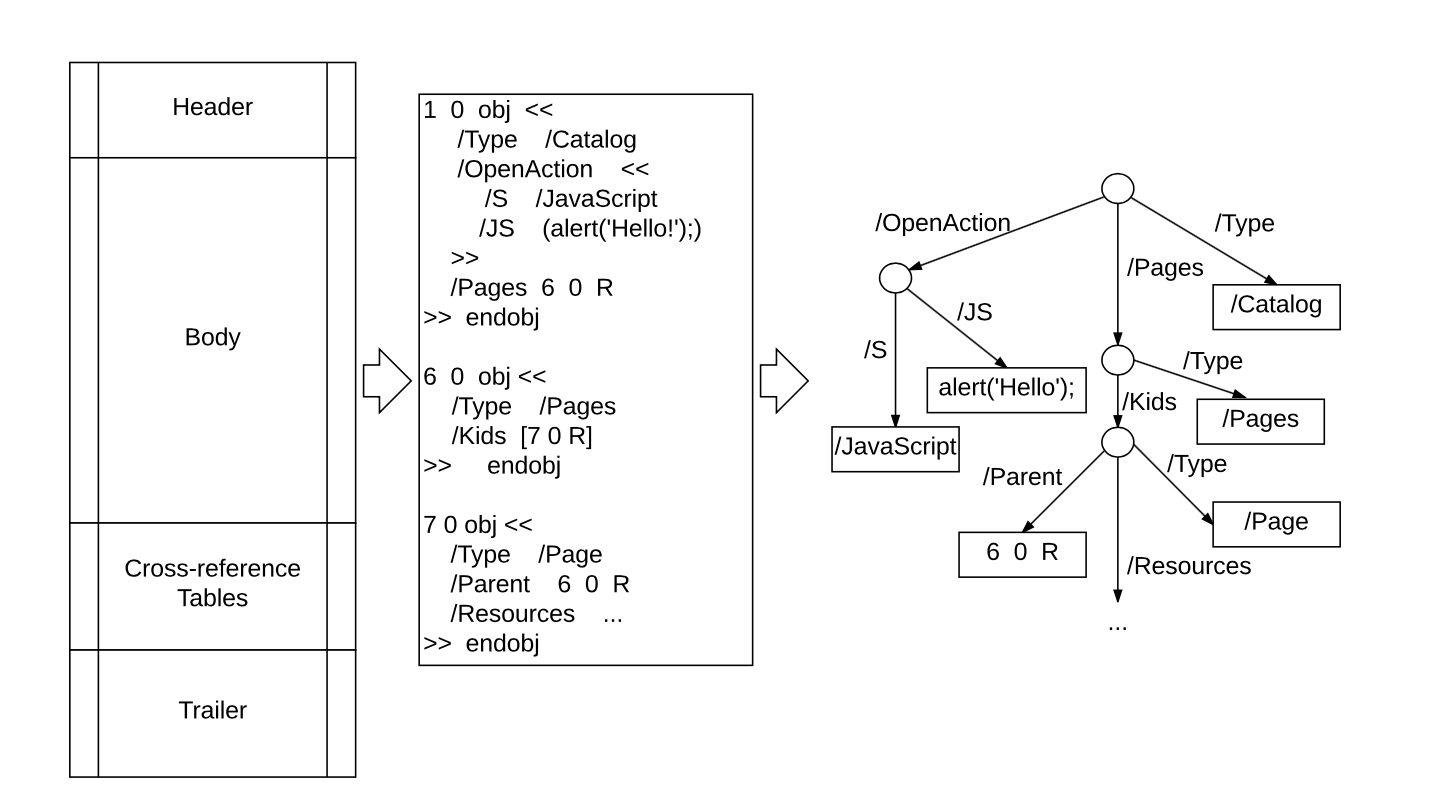 Header
Body
Cross-reference
Tables
Trailer
1 0 obj <<
/Type /Catalog
/OpenAction <<
/S /JavaScript
/JS (alert('Hello!');)
>>
/Pages 6 0 R
>> endobj
6 0 obj <<
/Type /Pages
/Kids [7 0 R]
>> endobj
7 0 obj <<
/Type /Page
/Parent 6 0 R
/Resources ...
>> endobj
/OpenAction
/Type
/Pages
/Catalog
/JS
/S
alert('Hello');
/JavaScript
/Type
/Kids
/Pages
/Parent
/Type
6 0 R
/Page
/Resources
...